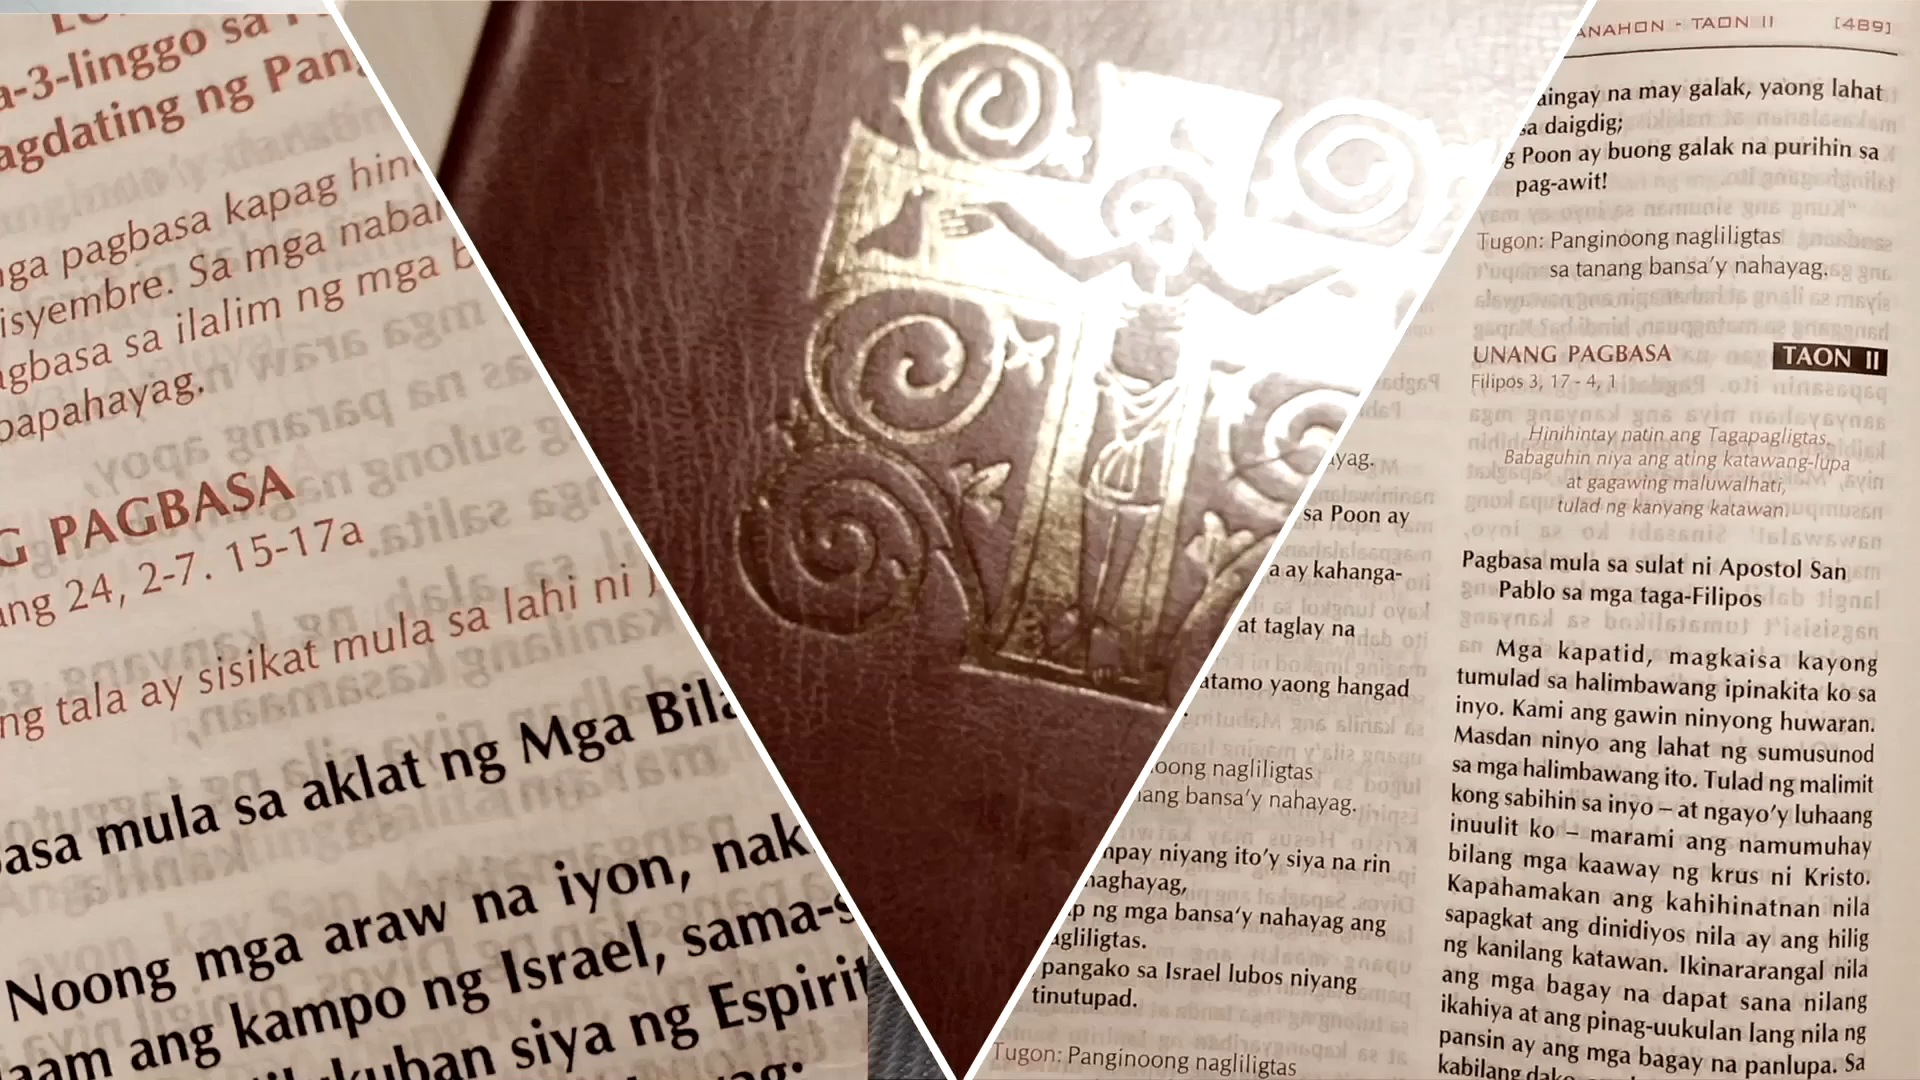 a-3-linggo sa
agdating ng Pan
nga pagbasa kapag hin
isyembre. Sa mga naba
agbasa sa ilalim ng mga b
papahayag.
G PAGBASA
ang 24, 2-7. 15-17a
ng tala ay sisikat mula sa lahi ni J
basa mula sa aklat ng Mga Bila
Noong mga araw na iyon, nak
aam ang kampo ng Israel, sama-s
siya ng Espirit
ayag.
sa Poon ay
a ay kahanga-
at taglay na
atamo yaong hangad
oong nagliligtas
ang bansa'y nahayag.
mpay niyang ito'y siya na rin
naghayag,
p ng mga bansa'y nahayag ang
agliligtas.
pangako sa Israel lubos niyang
tinutupad.
Tugon: Panginoong nagliligtas
ANAHON - TAON II [489]
aingay na may galak, yaong lahat
sa daigdig;
g Poon ay buong galak na purihin sa
pag-awit!
Tugon: Panginoong nagliligtas
sa tanang bansa'y nahayag.
UNANG PAGBASA TAON II
Filipos 3, 17 - 4, 1
Hinihintay natin ang Tagapagligtas.
Babaguhin niya ang ating katawang-lupa
at gagawing maluwalhati,
tulad ng kanyang katawan.
Pagbasa mula sa sulat ni Apostol San
Pablo sa mga taga-Filipos
Mga kapatid, magkaisa kayong
tumulad sa halimbawang ipinakita ko sa
inyo. Kami ang gawin ninyong huwaran.
Masdan ninyo ang lahat ng sumusunod
sa mga halimbawang ito. Tulad ng malimit
kong sabihin sa inyo – at ngayo'y luhaang
inuulit ko – marami ang namumuhay
bilang mga kaaway ng krus ni Kristo.
Kapahamakan ang kahihinatnan nila
sapagkat ang dinidiyos nila ay ang hilig
ng kanilang katawan. Ikinararangal nila
ang mga bagay na dapat sana nilang
ikahiya at ang pinag-uukulan lang nila ng
pansin ay ang mga bagay na panlupa. Sa
kabilang dako